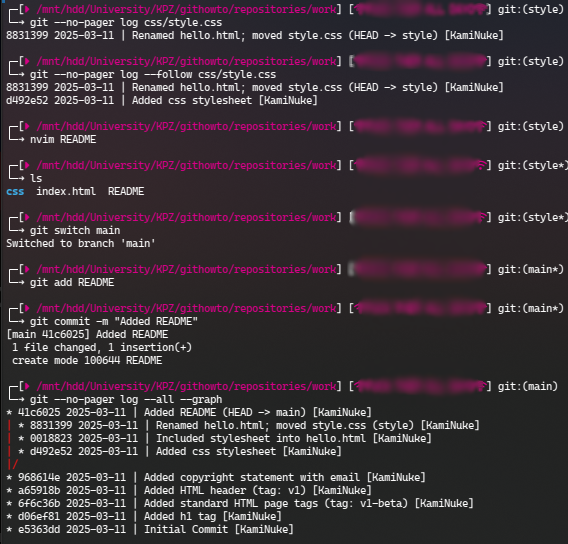 ┌─[ /mnt/hdd/University/KPZ/githowto/repositories/work] [ ] git:(style)
└─→ git --no-pager log css/style.css
8831399 2025-03-11 | Renamed hello.html; moved style.css (HEAD -> style) [KamiNuke]
┌─[ /mnt/hdd/University/KPZ/githowto/repositories/work] [ ] git:(style)
└─→ git --no-pager log --follow css/style.css
8831399 2025-03-11 | Renamed hello.html; moved style.css (HEAD -> style) [KamiNuke]
d492e52 2025-03-11 | Added css stylesheet [KamiNuke]
┌─[ /mnt/hdd/University/KPZ/githowto/repositories/work] [ ] git:(style)
└─→ nvim README
┌─[ /mnt/hdd/University/KPZ/githowto/repositories/work] [ ] git:(style*)
└─→ ls
css index.html README
┌─[ /mnt/hdd/University/KPZ/githowto/repositories/work] [ ] git:(style*)
└─→ git switch main
Switched to branch 'main'
┌─[ /mnt/hdd/University/KPZ/githowto/repositories/work] [ ] git:(main*)
└─→ git add README
┌─[ /mnt/hdd/University/KPZ/githowto/repositories/work] [ ] git:(main*)
└─→ git commit -m "Added README"
[main 41c6025] Added README
 1 file changed, 1 insertion(+)
 create mode 100644 README
┌─[ /mnt/hdd/University/KPZ/githowto/repositories/work] [ ] git:(main)
└─→ git --no-pager log --all --graph
* 41c6025 2025-03-11 | Added README (HEAD -> main) [KamiNuke]
| * 8831399 2025-03-11 | Renamed hello.html; moved style.css (style) [KamiNuke]
| * 0018823 2025-03-11 | Included stylesheet into hello.html [KamiNuke]
| * d492e52 2025-03-11 | Added css stylesheet [KamiNuke]
|/
* 968614e 2025-03-11 | Added copyright statement with email [KamiNuke]
* a65918b 2025-03-11 | Added HTML header (tag: v1) [KamiNuke]
* 6f6c36b 2025-03-11 | Added standard HTML page tags (tag: v1-beta) [KamiNuke]
* d06ef81 2025-03-11 | Added h1 tag [KamiNuke]
* e5363dd 2025-03-11 | Initial Commit [KamiNuke]